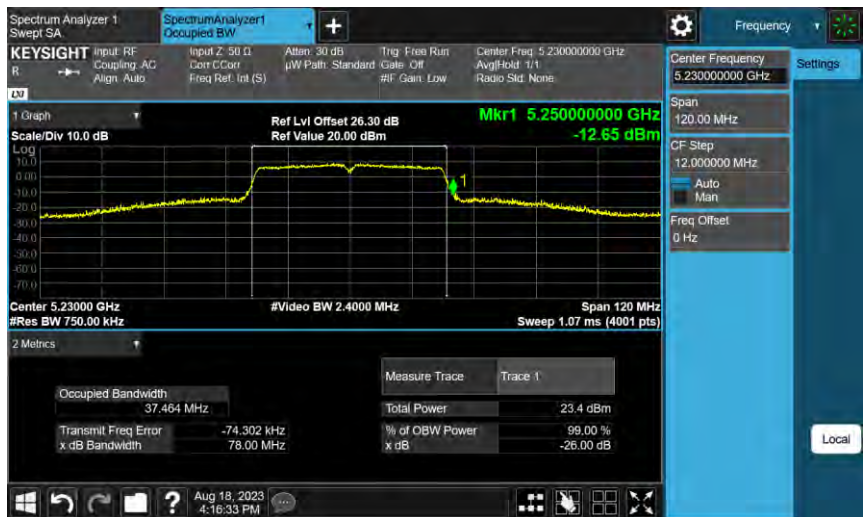 Spectrum Analyzer 1
Swept SA
SpectrumAnalyzer1
Occupied BW
+
Frequency
KEYSIGHT
R
LXI
Input: RF
Coupling: AC
Align: Auto
Input Z: 50 Ω
Corr CCorr
Freq Ref: Int (S)
Atten: 30 dB
µW Path: Standard
Trig: Free Run
Gate: Off
#IF Gain: Low
Center Freq: 5.230000000 GHz
Avg|Hold: 1/1
Radio Std: None
Center Frequency
5.230000000 GHz
Settings
Span
120.00 MHz
CF Step
12.000000 MHz
Auto
Man
Freq Offset
0 Hz
1 Graph
Scale/Div 10.0 dB
Ref Lvl Offset 26.30 dB
Ref Value 20.00 dBm
Mkr1 5.250000000 GHz
-12.65 dBm
Log
10.0
0.00
-10.0
-20.0
-30.0
-40.0
-50.0
-60.0
-70.0
1
Center 5.23000 GHz
#Res BW 750.00 kHz
#Video BW 2.4000 MHz
Span 120 MHz
Sweep 1.07 ms (4001 pts)
2 Metrics
Measure Trace Trace 1
Occupied Bandwidth
37.464 MHz
Total Power 23.4 dBm
Transmit Freq Error -74.302 kHz
% of OBW Power 99.00 %
x dB Bandwidth 78.00 MHz
x dB -26.00 dB
Local
?
Aug 18, 2023
4:16:33 PM